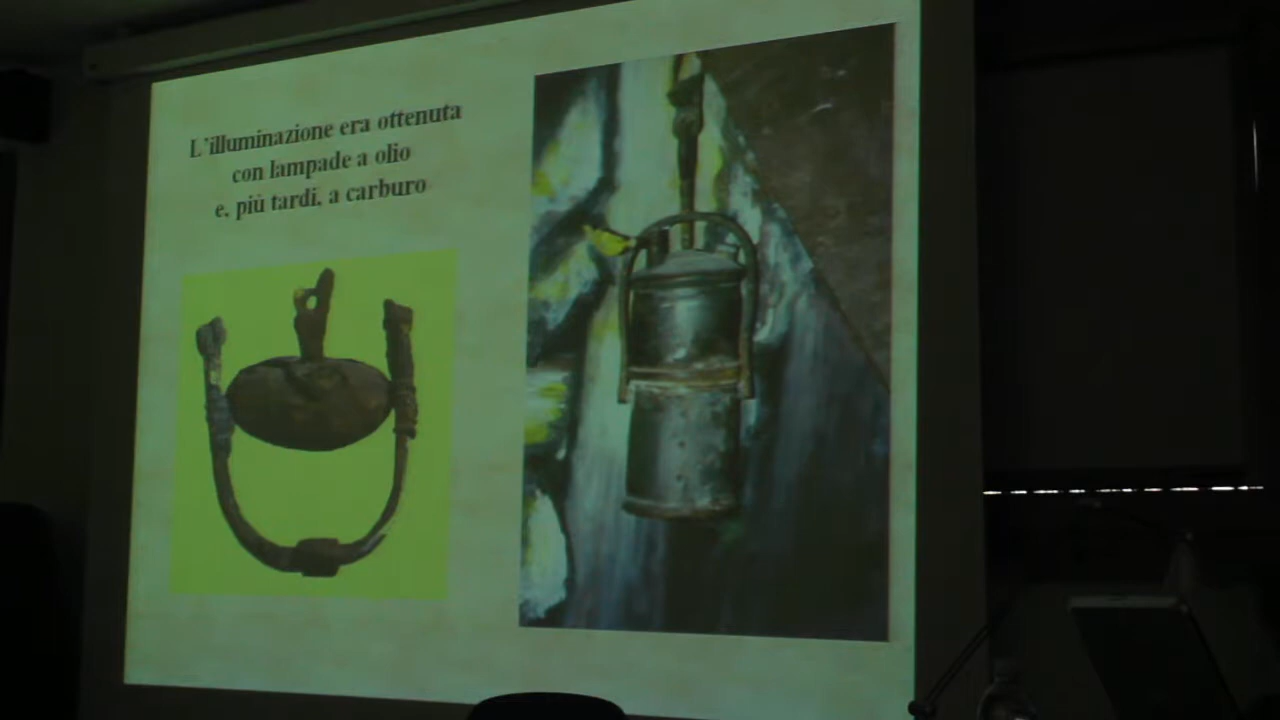 L'illuminazione era ottenuta
con lampade a olio
e, più tardi, a carburo